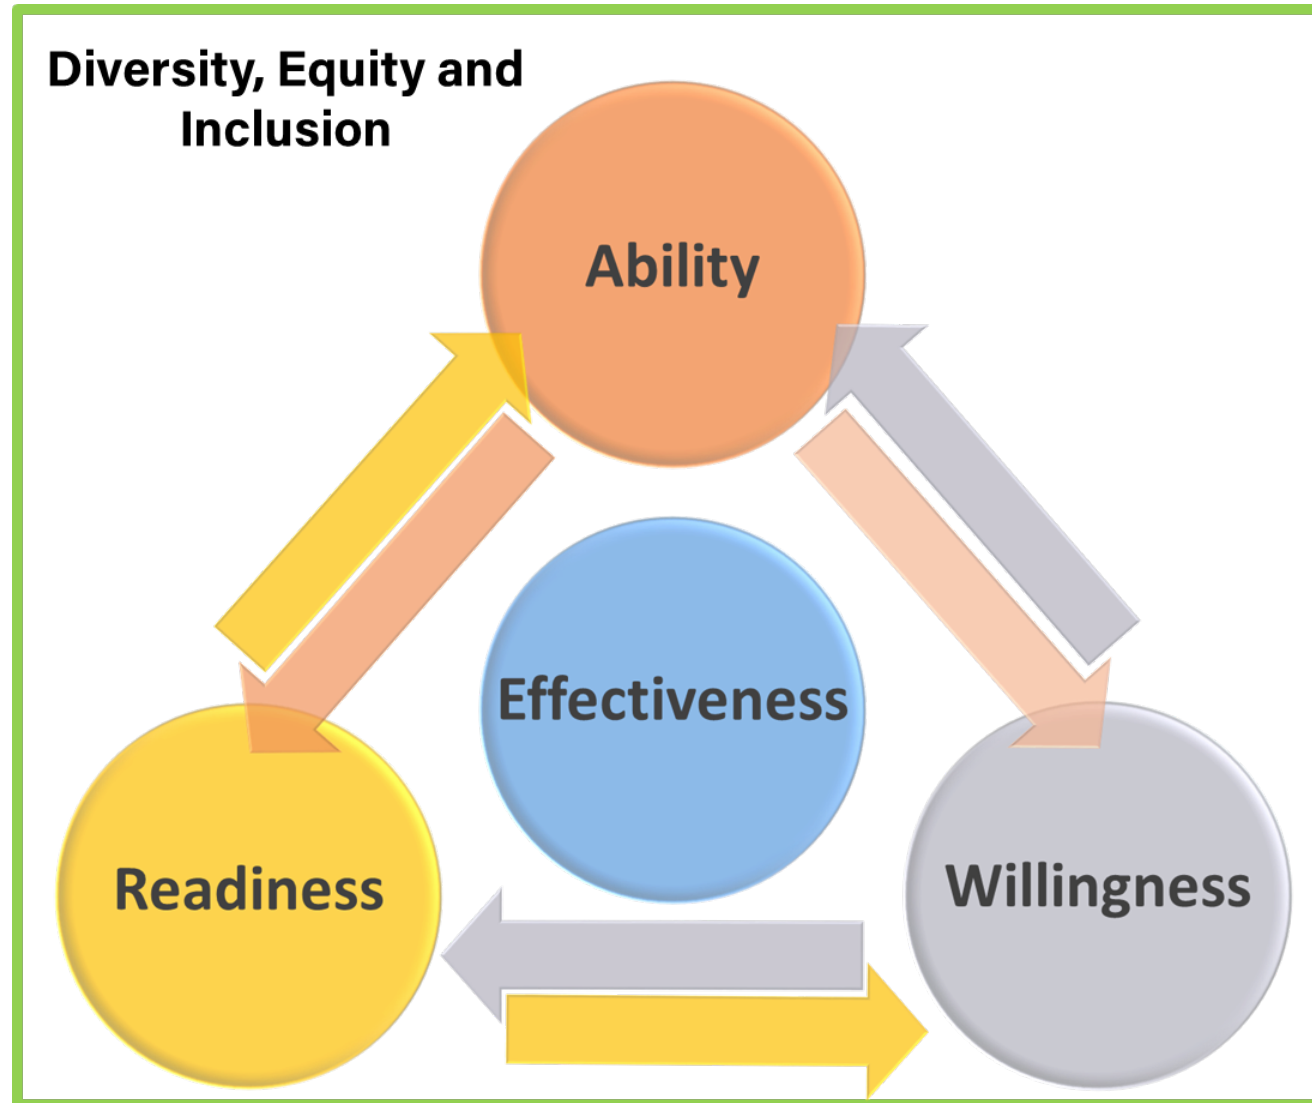 Diversity, Equity and
Inclusion
Ability
Effectiveness
Readiness
Willingness